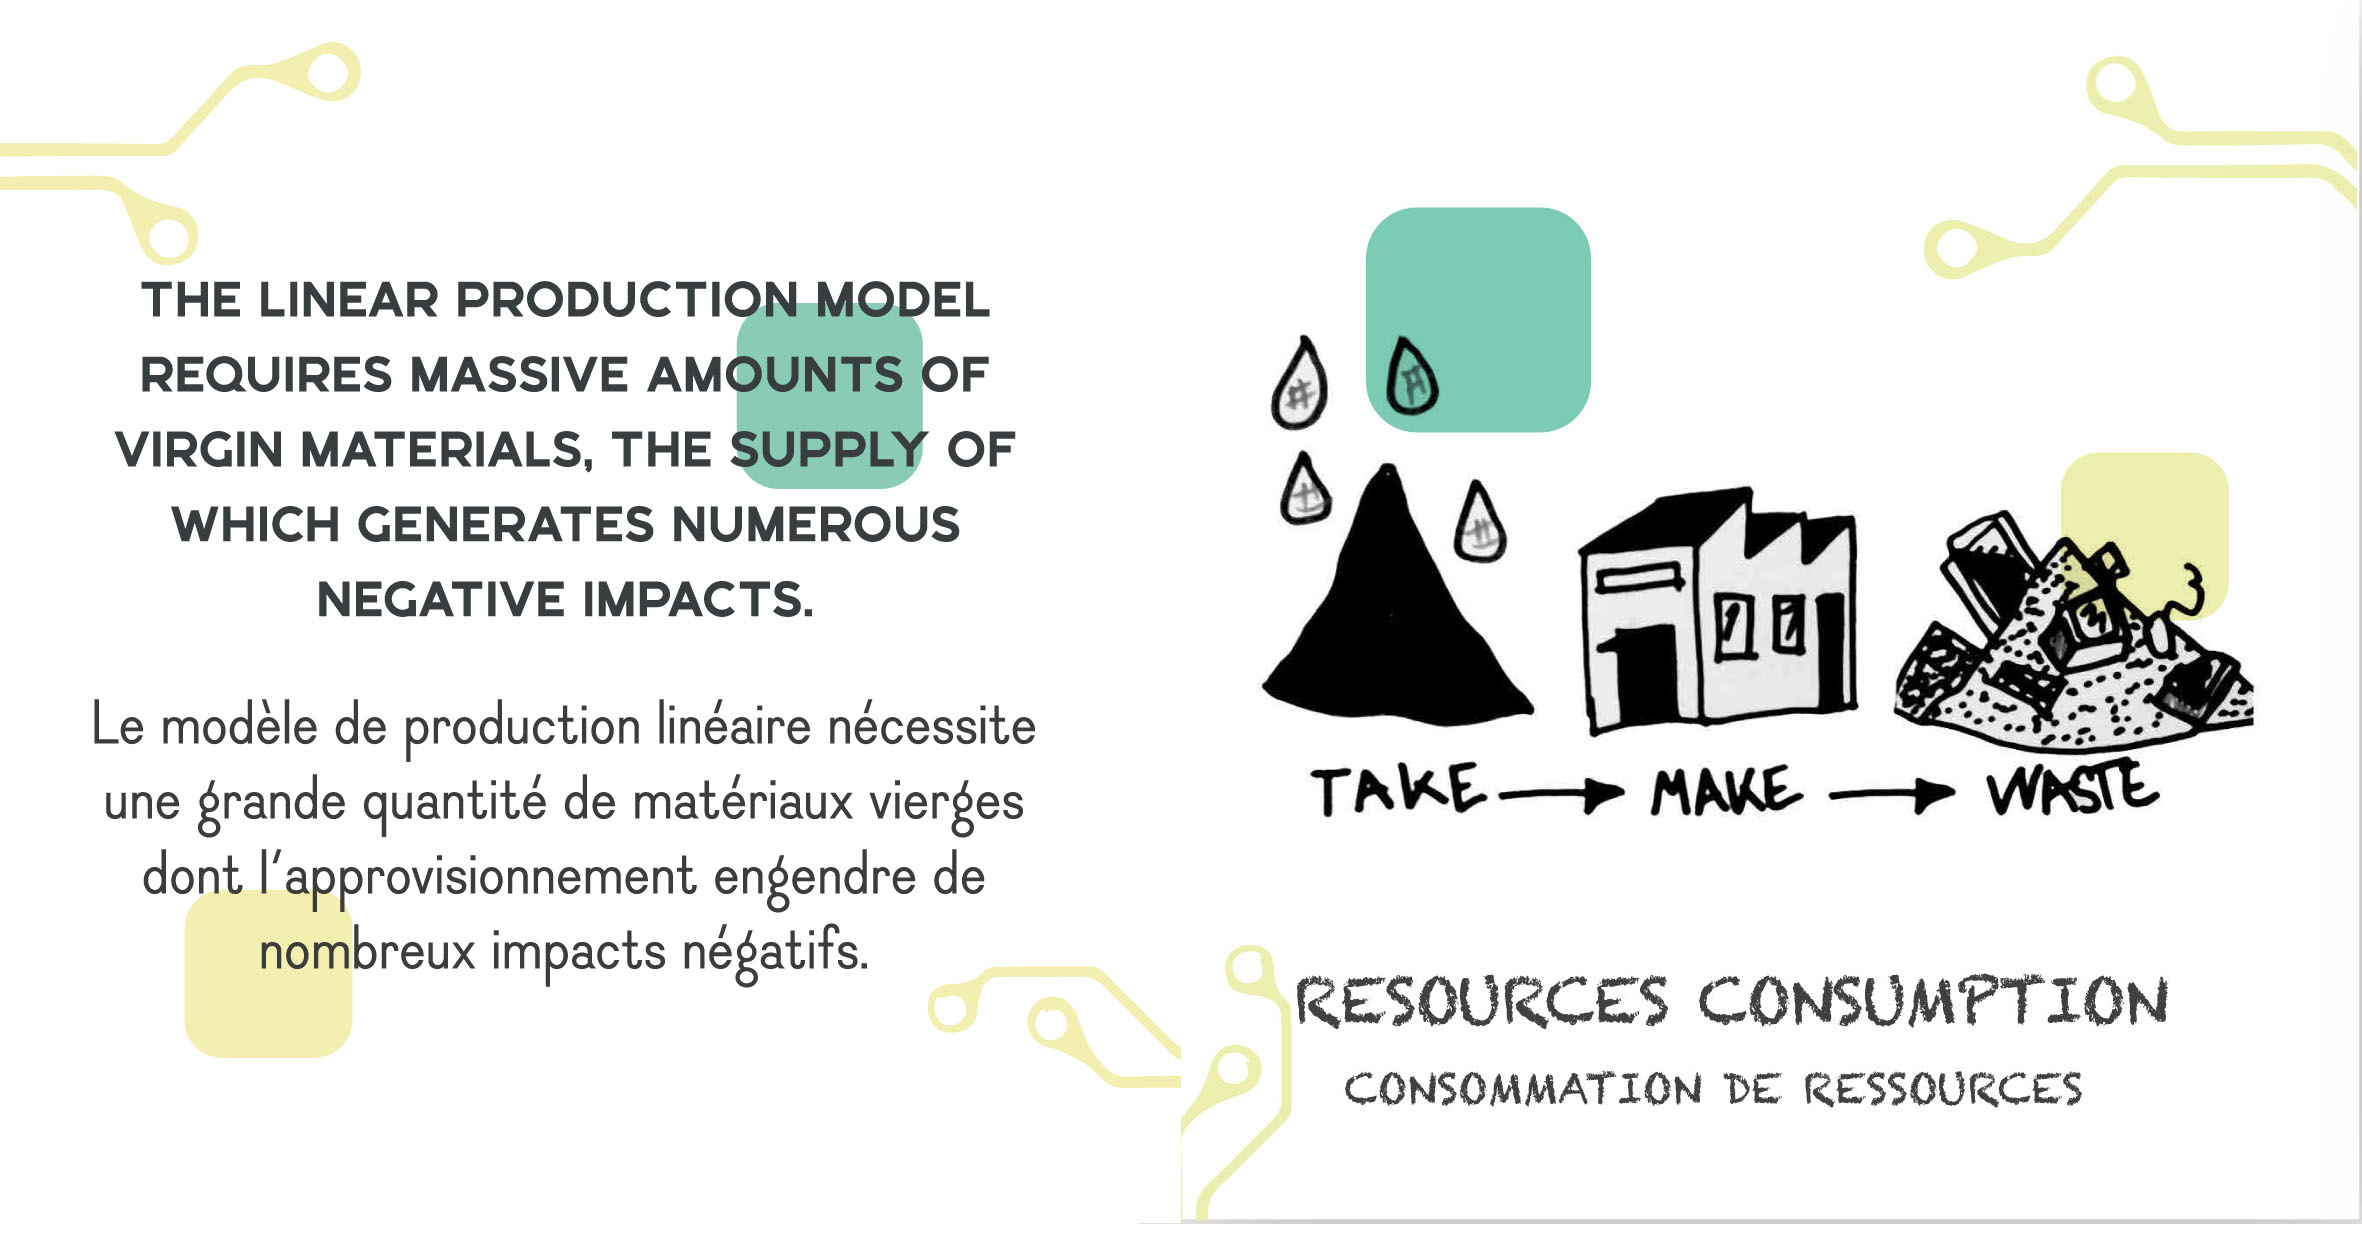 THE LINEAR PRODUCTION MODEL
REQUIRES MASSIVE AMOUNTS OF
VIRGIN MATERIALS, THE SUPPLY OF
WHICH GENERATES NUMEROUS
NEGATIVE IMPACTS.
Le modèle de production linéaire nécessite
une grande quantité de matériaux vierges
dont l'approvisionnement engendre de
nombreux impacts négatifs.
TAKE → MAKE → WASTE
RESOURCES CONSUMPTION
CONSOMMATION DE RESSOURCES